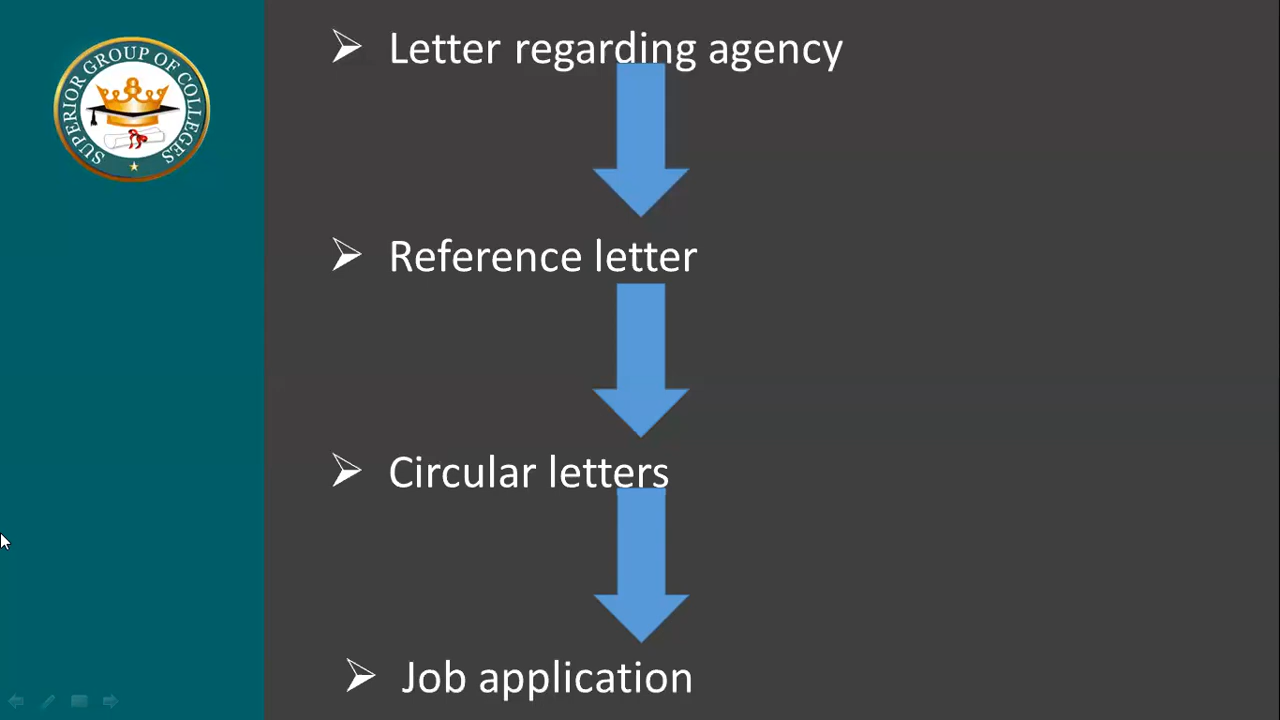 SUPERIOR GROUP OF COLLEGES
Letter regarding agency
Reference letter
Circular letters
Job application